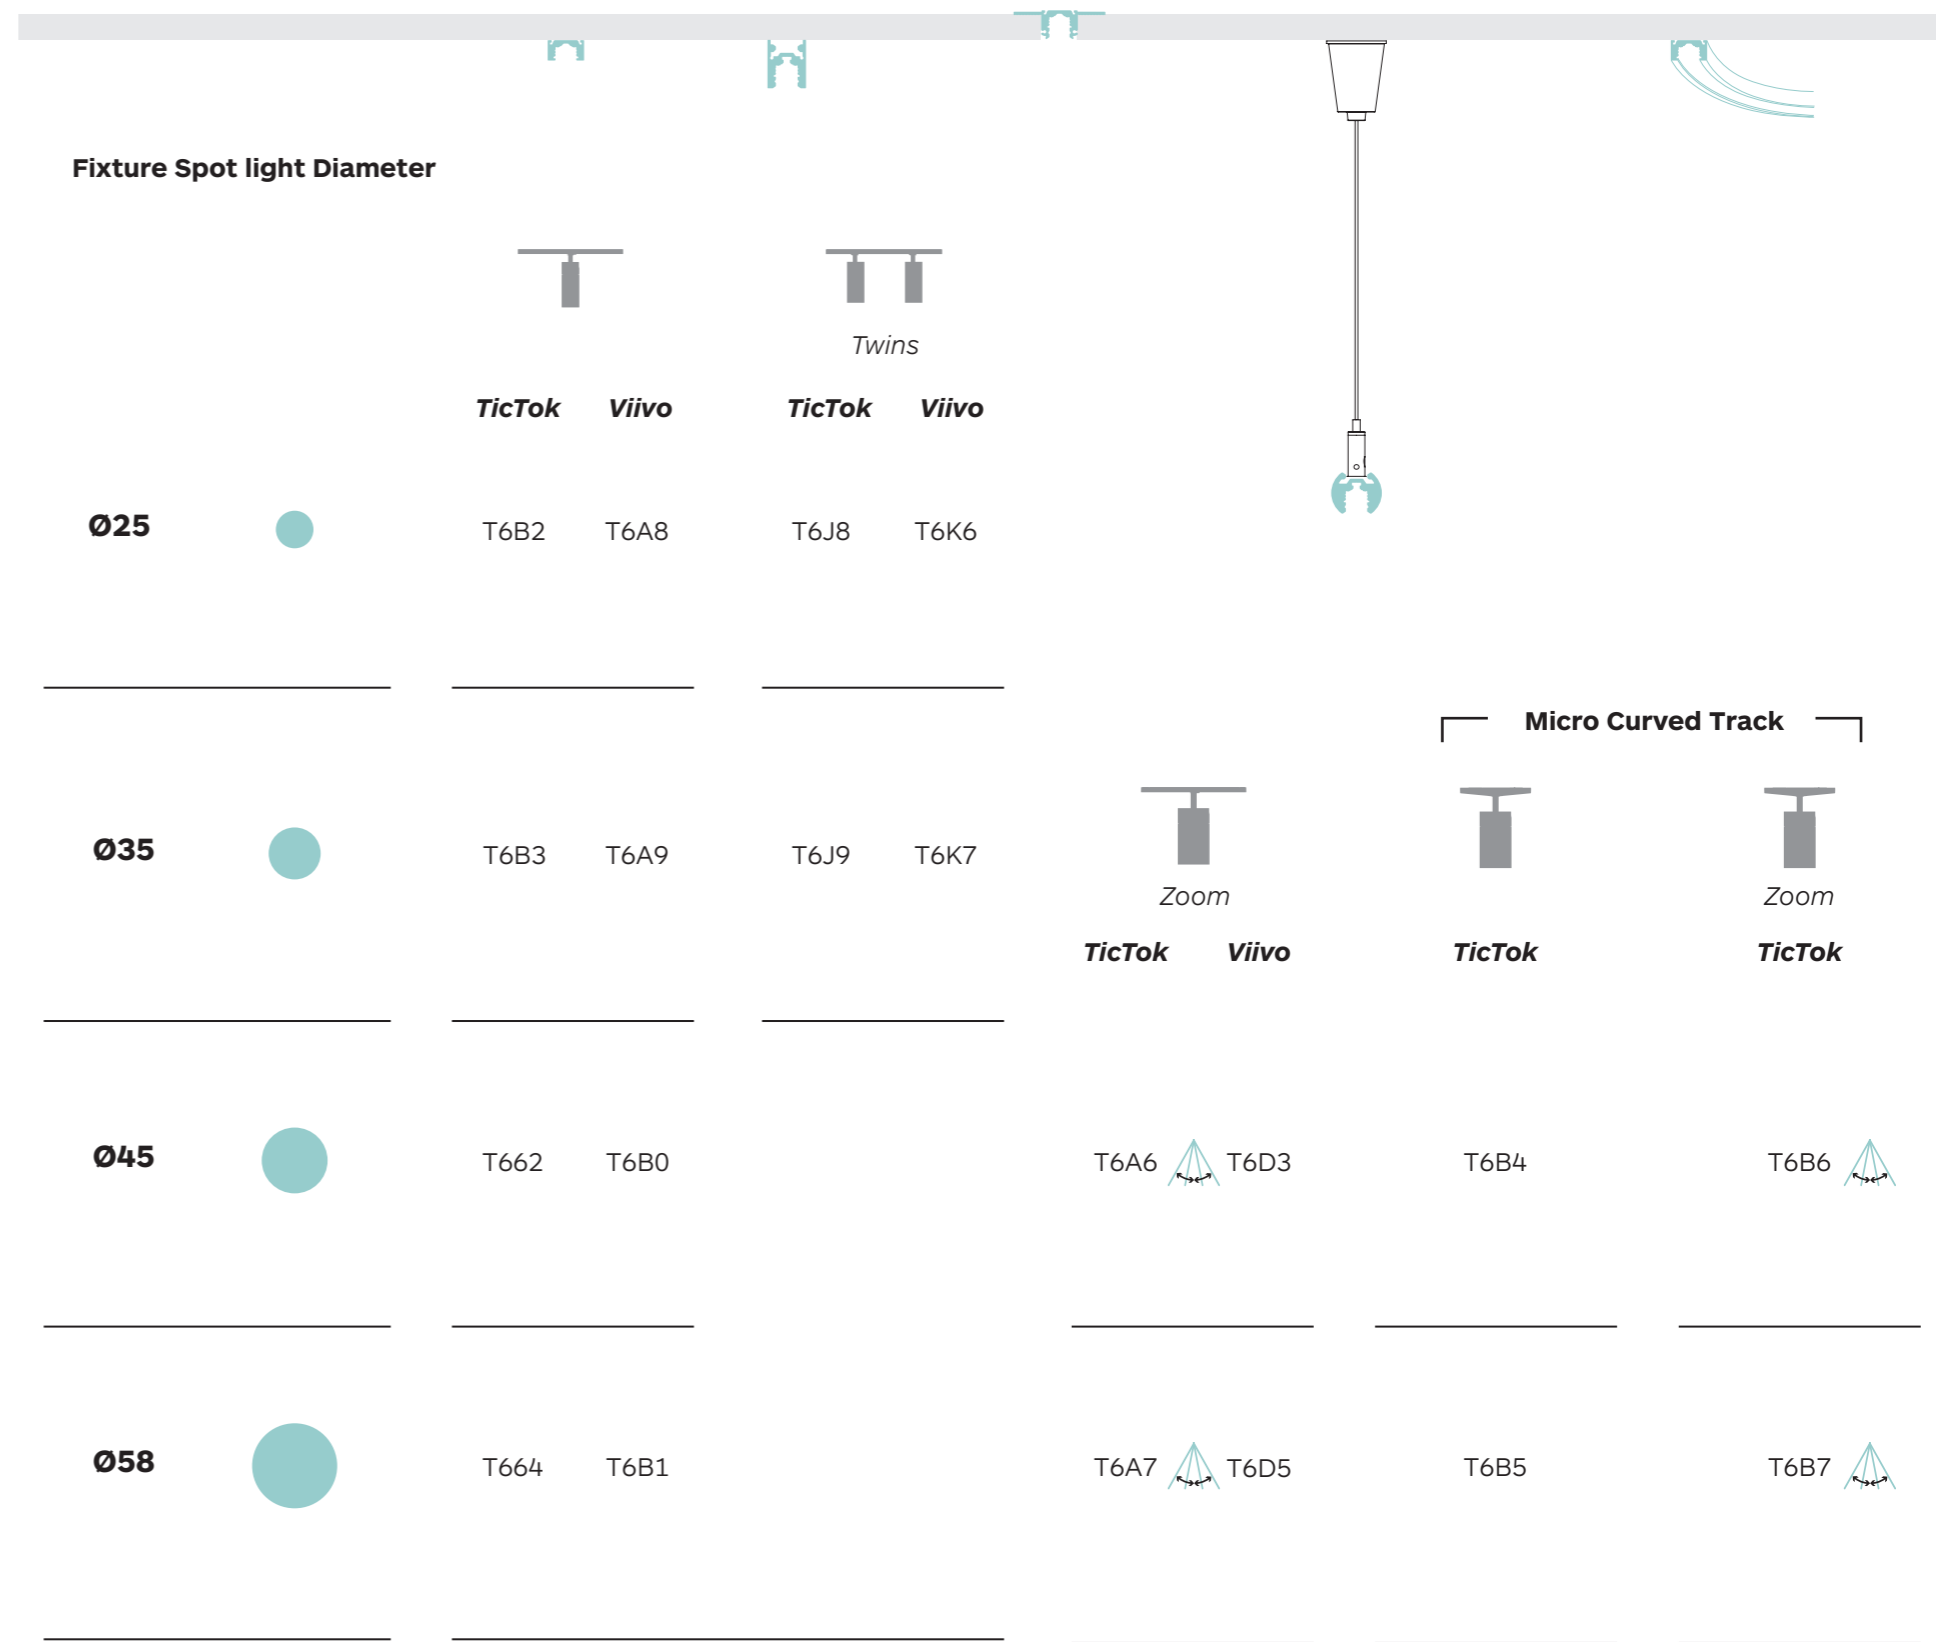 Fixture Spot light Diameter
Twins
TicTok Viivo TicTok Viivo
Ø25 T6B2 T6A8 T6J8 T6K6
Micro Curved Track
Ø35 T6B3 T6A9 T6J9 T6K7
Zoom Zoom
TicTok Viivo TicTok TicTok
Ø45 T662 T6B0 T6A6 T6D3 T6B4 T6B6
Ø58 T664 T6B1 T6A7 T6D5 T6B5 T6B7